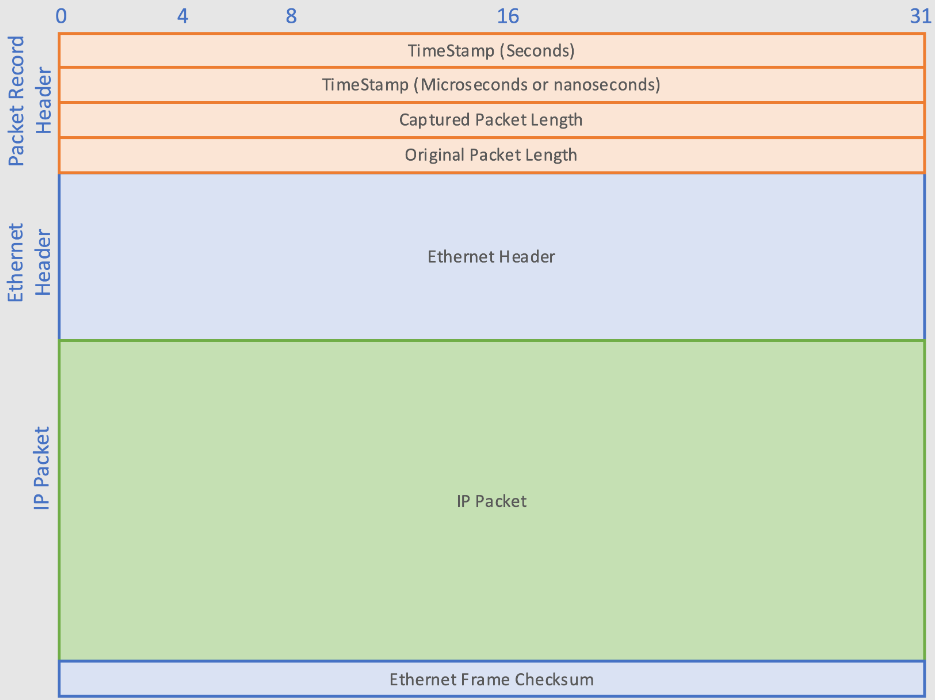 0 4 8 16 31
Packet Record
Header
TimeStamp (Seconds)
TimeStamp (Microseconds or nanoseconds)
Captured Packet Length
Original Packet Length
Ethernet
Header
Ethernet Header
IP Packet
IP Packet
Ethernet Frame Checksum